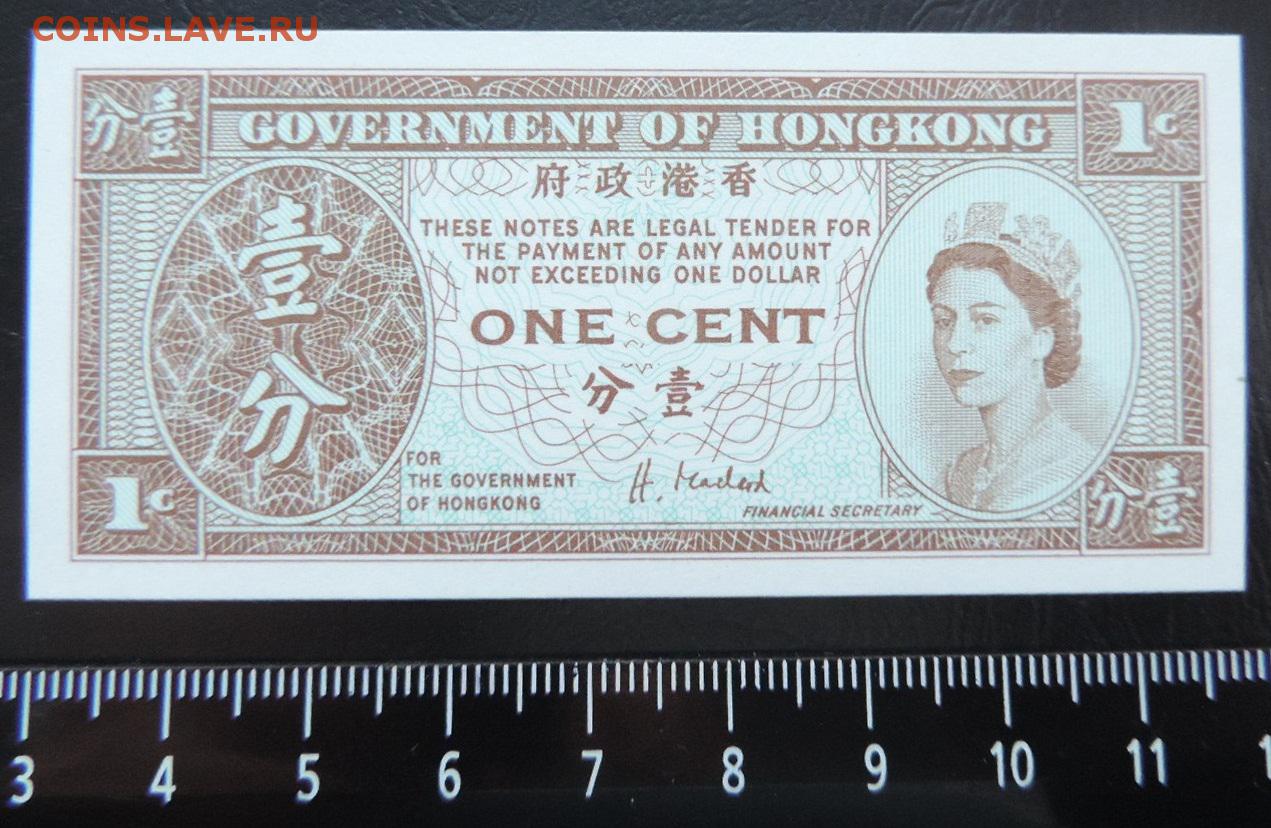 COINS.LAVE.RU
分壹
GOVERNMENT OF HONGKONG
1C
府政港香
THESE NOTES ARE LEGAL TENDER FOR
THE PAYMENT OF ANY AMOUNT
NOT EXCEEDING ONE DOLLAR
壹分
ONE CENT
分壹
FOR
THE GOVERNMENT
OF HONGKONG
FINANCIAL SECRETARY
1C
分壹
3 4 5 6 7 8 9 10 11